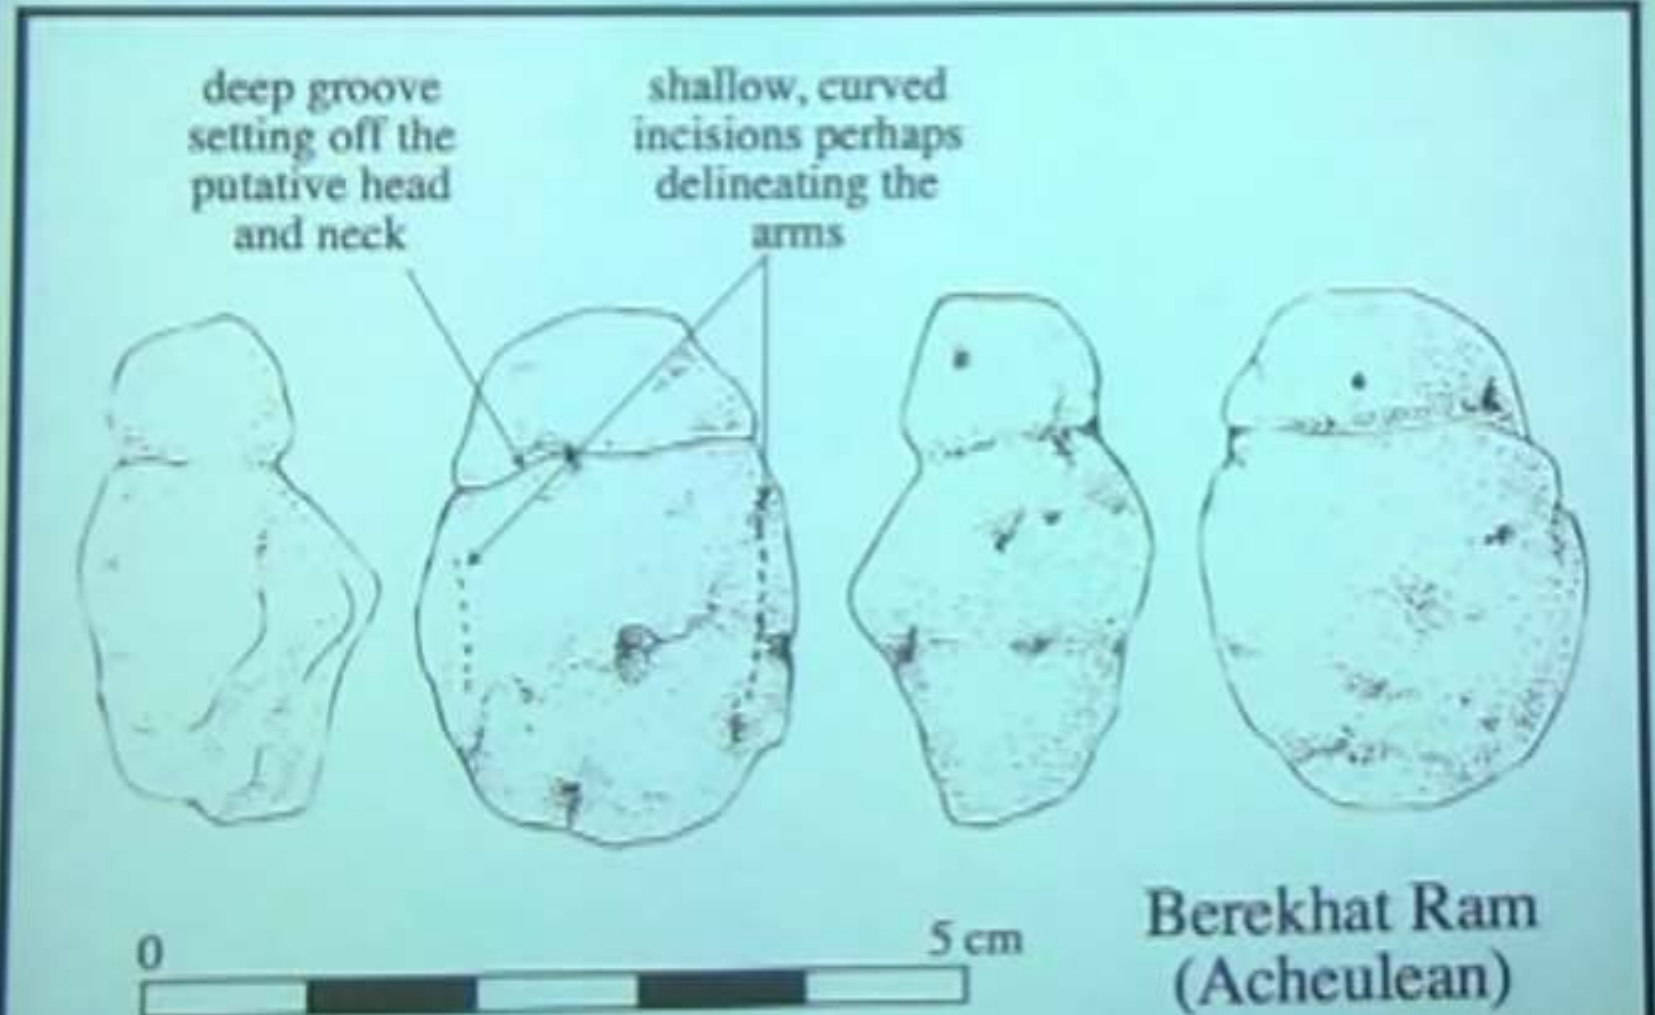 deep groove
setting off the
putative head
and neck
shallow, curved
incisions perhaps
delineating the
arms
0
5 cm
Berekhat Ram
(Acheulean)